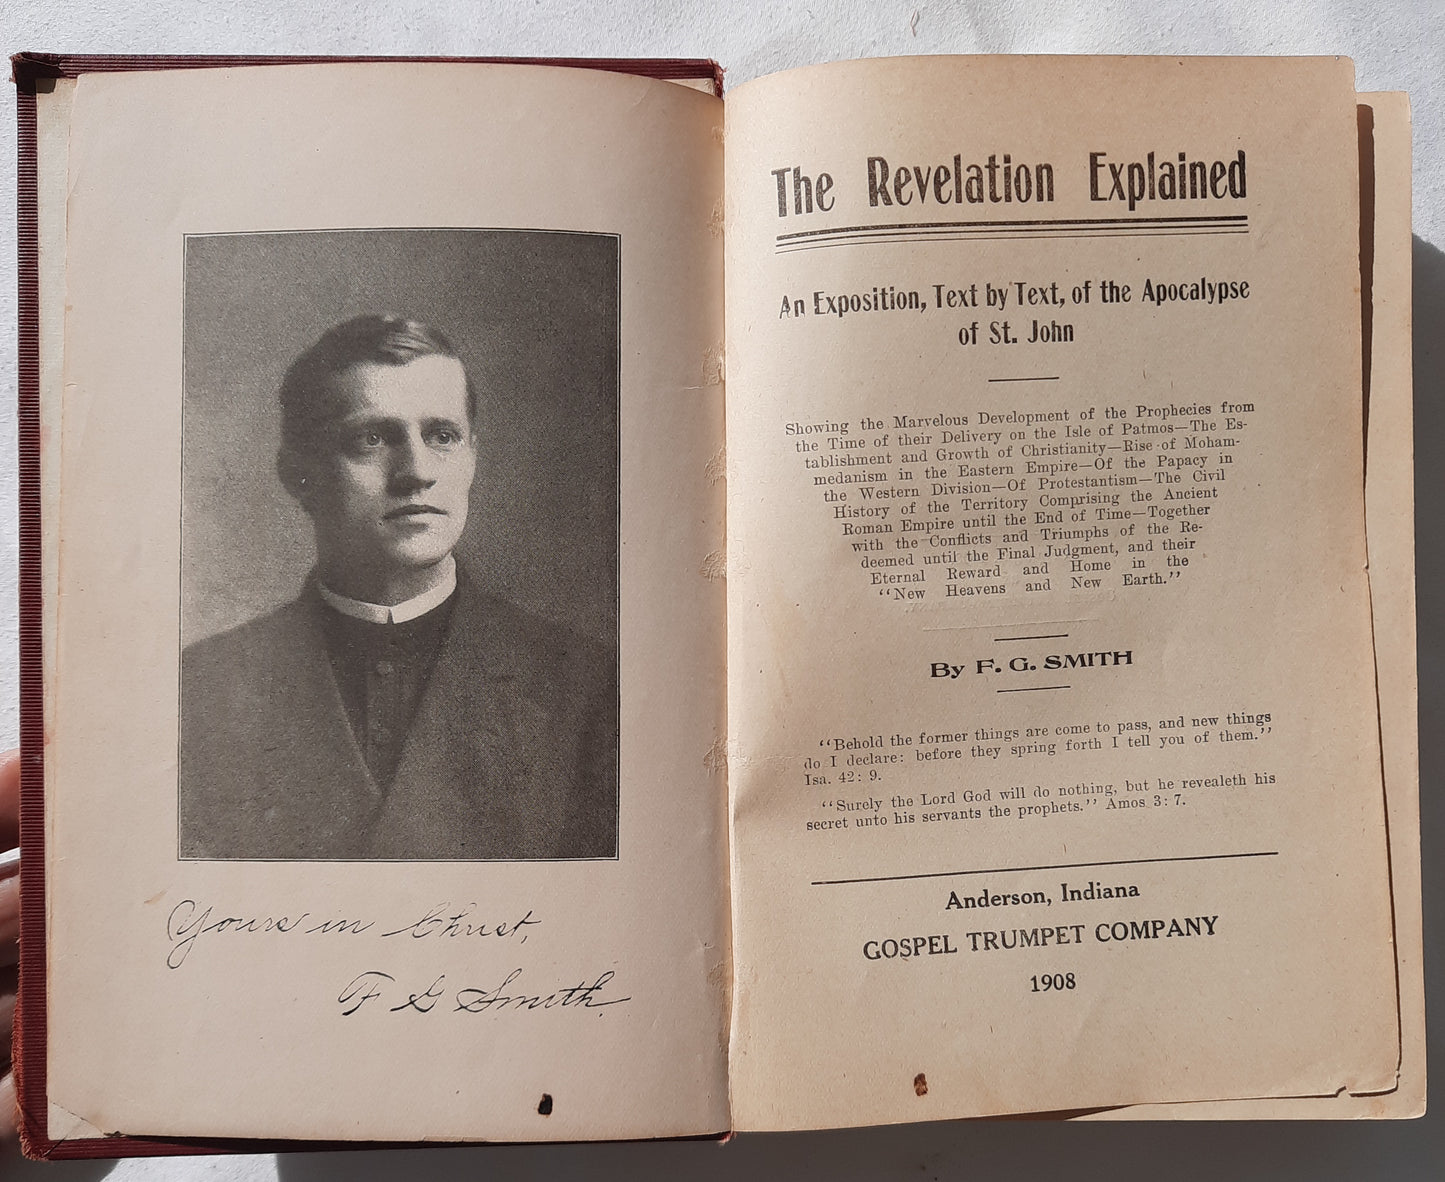 Yours in Christ,
F G Smith.
The Revelation Explained
An Exposition, Text by Text, of the Apocalypse
of St. John
Showing the Marvelous Development of the Prophecies from
the Time of their Delivery on the Isle of Patmos—The Es-
tablishment and Growth of Christianity—Rise of Moham-
medanism in the Eastern Empire—Of the Papacy in
the Western Division—Of Protestantism—The Civil
History of the Territory Comprising the Ancient
Roman Empire until the End of Time—Together
with the Conflicts and Triumphs of the Re-
deemed until the Final Judgment, and their
Eternal Reward and Home in the
‘‘New Heavens and New Earth.’’
By F. G. SMITH
‘‘Behold the former things are come to pass, and new things
do I declare: before they spring forth I tell you of them.’’
Isa. 42: 9.
‘‘Surely the Lord God will do nothing, but he revealeth his
secret unto his servants the prophets.’’ Amos 3: 7.
Anderson, Indiana
GOSPEL TRUMPET COMPANY
1908